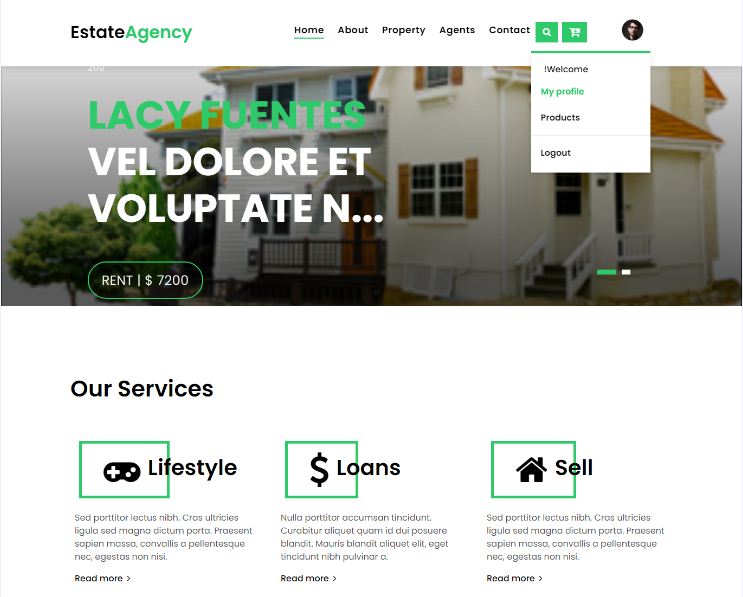 EstateAgency
Home About Property Agents Contact
!Welcome
My profile
Products
Logout
200
LACY FUENTES
VEL DOLORE ET
VOLUPTATE N...
RENT | $ 7200
Our Services
Lifestyle
Sed porttitor lectus nibh. Cras ultricies
ligula sed magna dictum porta. Praesent
sapien massa, convallis a pellentesque
nec, egestas non nisi.
Read more >
Loans
Nulla porttitor accumsan tincidunt.
Curabitur aliquet quam id dui posuere
blandit. Mauris blandit aliquet elit, eget
tincidunt nibh pulvinar a.
Read more >
Sell
Sed porttitor lectus nibh. Cras ultricies
ligula sed magna dictum porta. Praesent
sapien massa, convallis a pellentesque
nec, egestas non nisi.
Read more >